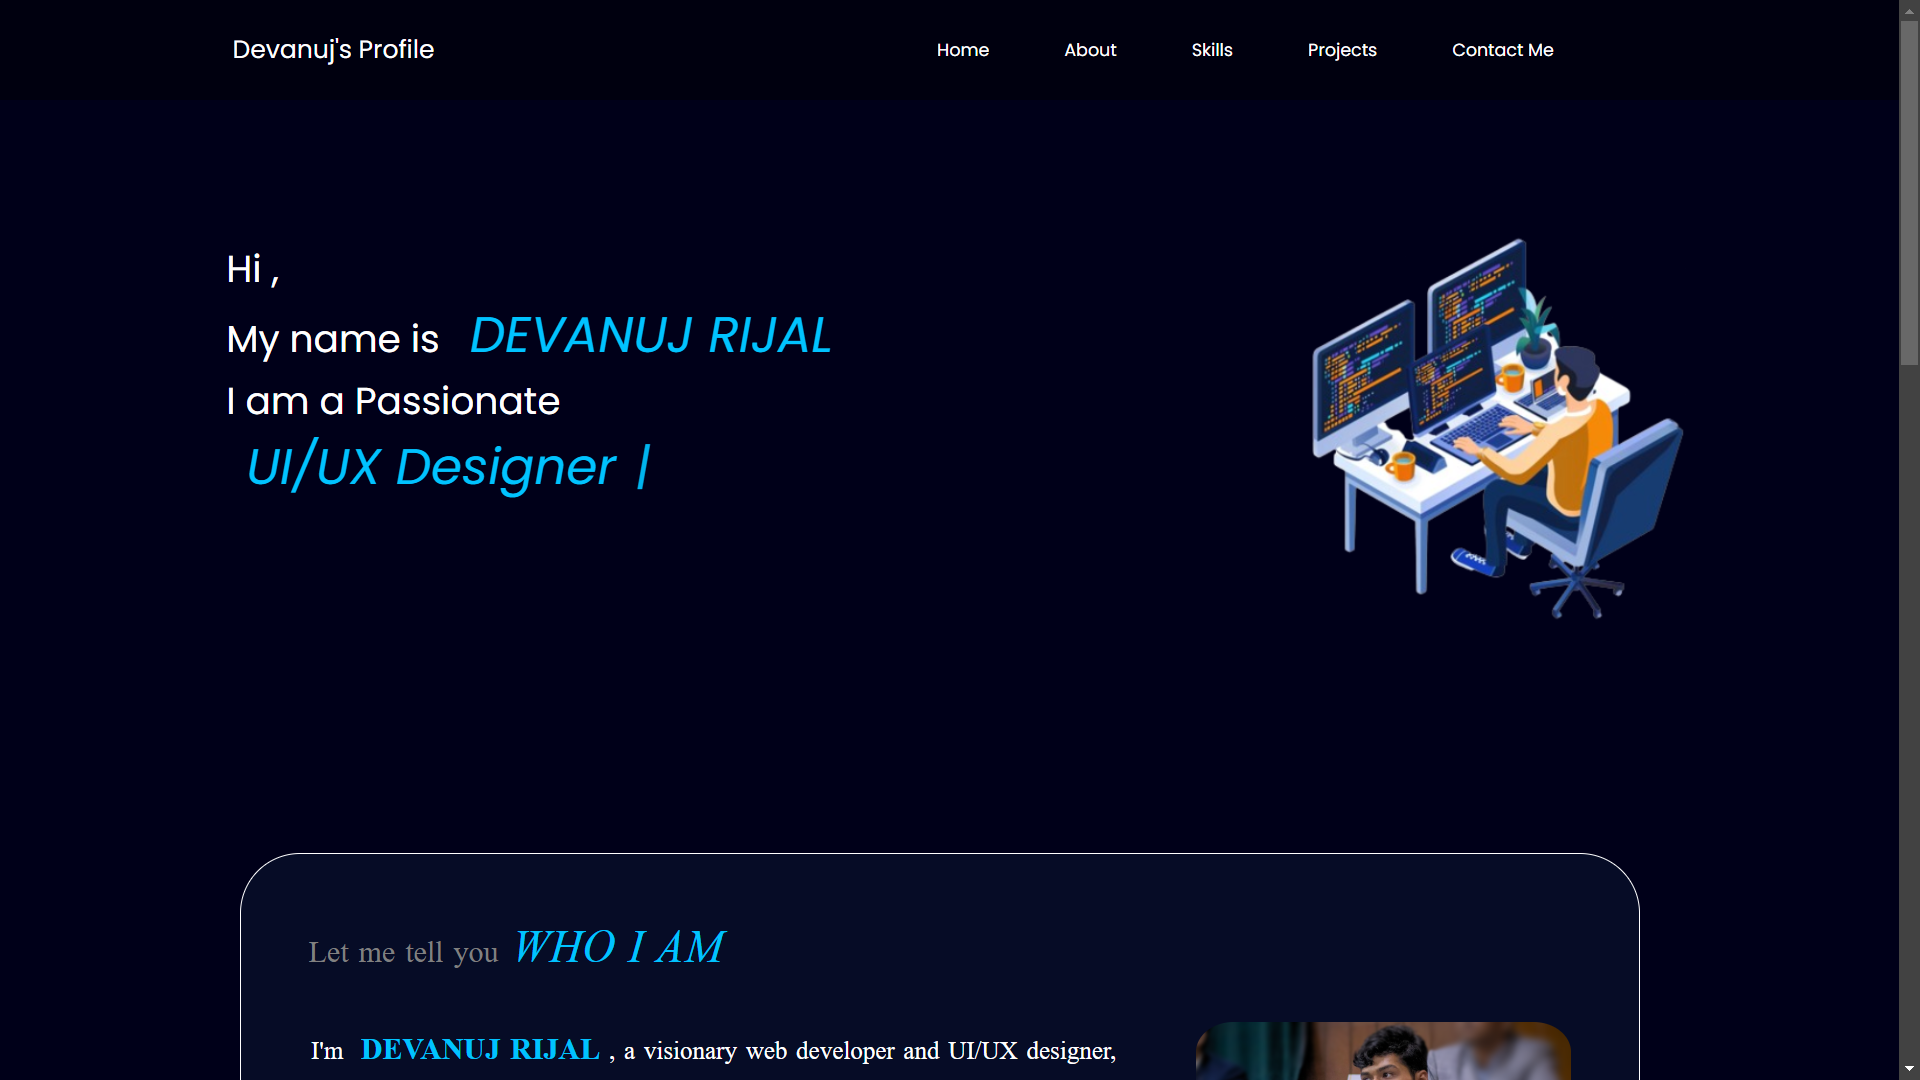 Devanuj's Profile
Home About Skills Projects Contact Me
Hi ,
My name is DEVANUJ RIJAL
I am a Passionate
UI/UX Designer |
Let me tell you WHO I AM
I'm DEVANUJ RIJAL , a visionary web developer and UI/UX designer,